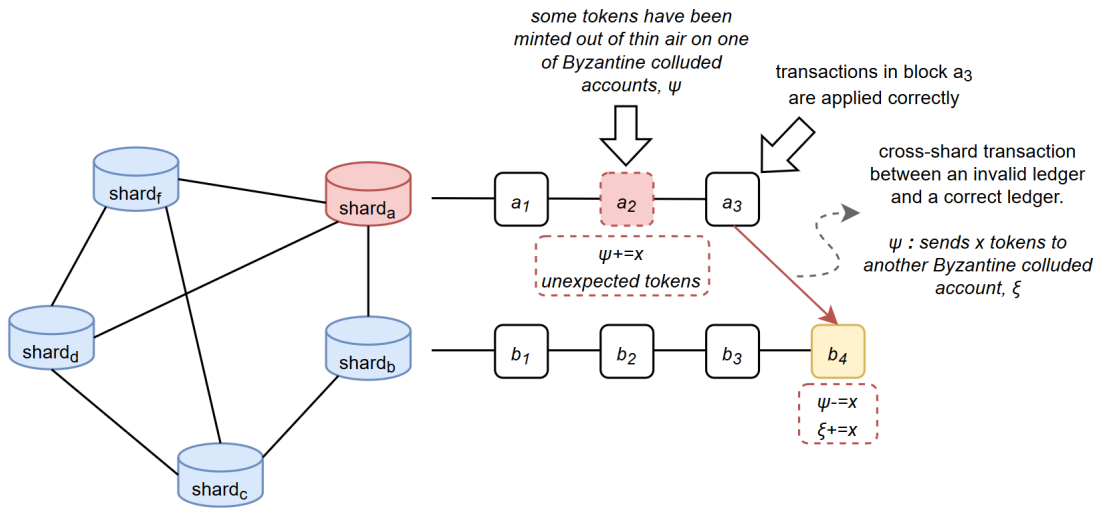 some tokens have been
minted out of thin air on one
of Byzantine colluded
accounts, ψ
transactions in block a3
are applied correctly
cross-shard transaction
between an invalid ledger
and a correct ledger.
ψ : sends x tokens to
another Byzantine colluded
account, ξ
shardf
sharda
shardd
shardb
shardc
a1
a2
a3
ψ+=x
unexpected tokens
b1
b2
b3
b4
ψ-=x
ξ+=x